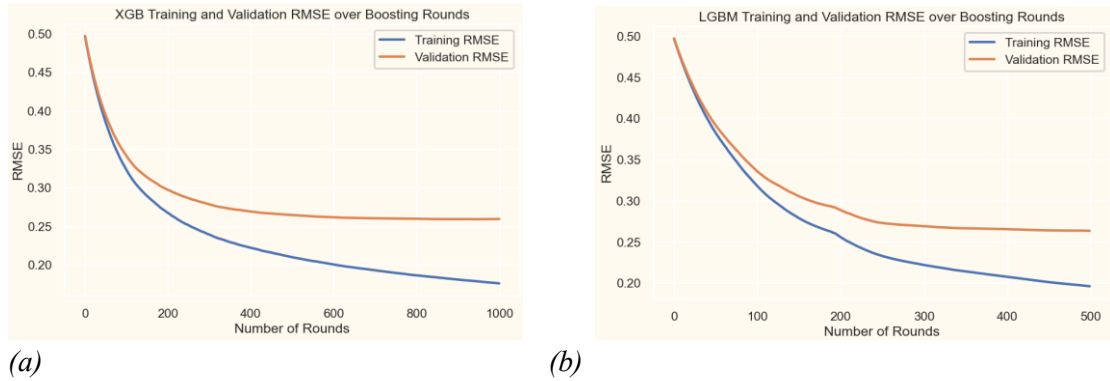 XGB Training and Validation RMSE over Boosting Rounds
0.50
0.45
0.40
0.35
0.30
0.25
0.20
RMSE
Training RMSE
Validation RMSE
0 200 400 600 800 1000
Number of Rounds
(a)
LGBM Training and Validation RMSE over Boosting Rounds
0.50
0.45
0.40
0.35
0.30
0.25
0.20
RMSE
Training RMSE
Validation RMSE
0 100 200 300 400 500
Number of Rounds
(b)